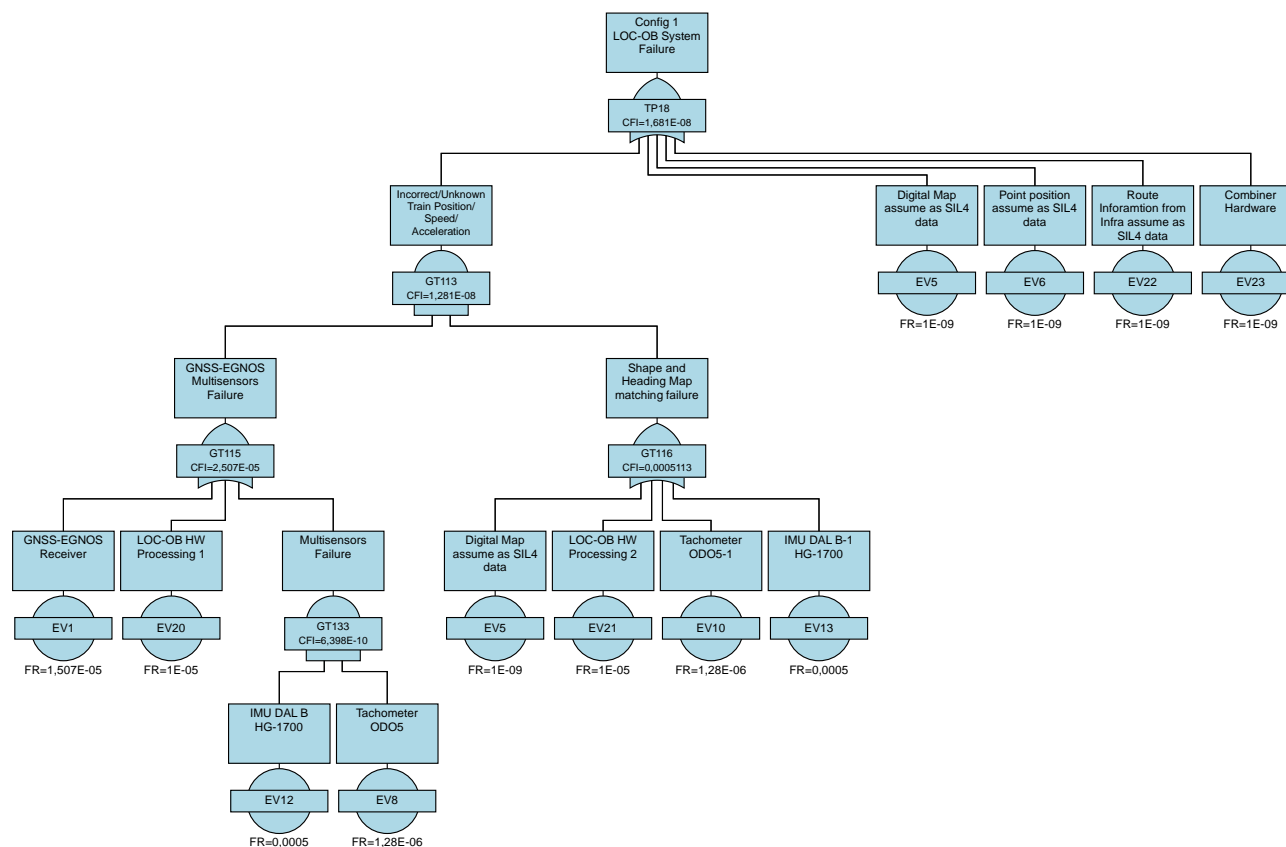 Config 1
LOC-OB System
Failure
TP18
CFI=1,681E-08
Incorrect/Unknown
Train Position/
Speed/
Acceleration
Digital Map
assume as SIL4
data
Point position
assume as SIL4
data
Route
Inforamtion from
Infra assume as
SIL4 data
Combiner
Hardware
GT113
CFI=1,281E-08
EV5
EV6
EV22
EV23
FR=1E-09
FR=1E-09
FR=1E-09
FR=1E-09
GNSS-EGNOS
Multisensors
Failure
Shape and
Heading Map
matching failure
GT115
CFI=2,507E-05
GT116
CFI=0,0005113
GNSS-EGNOS
Receiver
LOC-OB HW
Processing 1
Multisensors
Failure
Digital Map
assume as SIL4
data
LOC-OB HW
Processing 2
Tachometer
ODO5-1
IMU DAL B-1
HG-1700
EV1
EV20
GT133
CFI=6,398E-10
EV5
EV21
EV10
EV13
FR=1,507E-05
FR=1E-05
FR=1E-09
FR=1E-05
FR=1,28E-06
FR=0,0005
IMU DAL B
HG-1700
Tachometer
ODO5
EV12
EV8
FR=0,0005
FR=1,28E-06